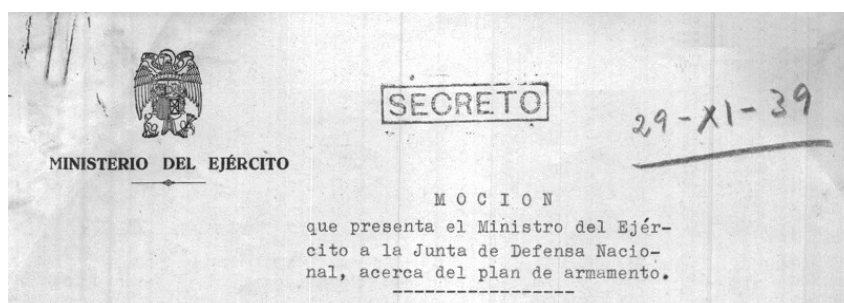 SECRETO
29-XI-39
MINISTERIO DEL EJÉRCITO
M O C I O N
que presenta el Ministro del Ejér-
cito a la Junta de Defensa Nacio-
nal, acerca del plan de armamento.
-----------------